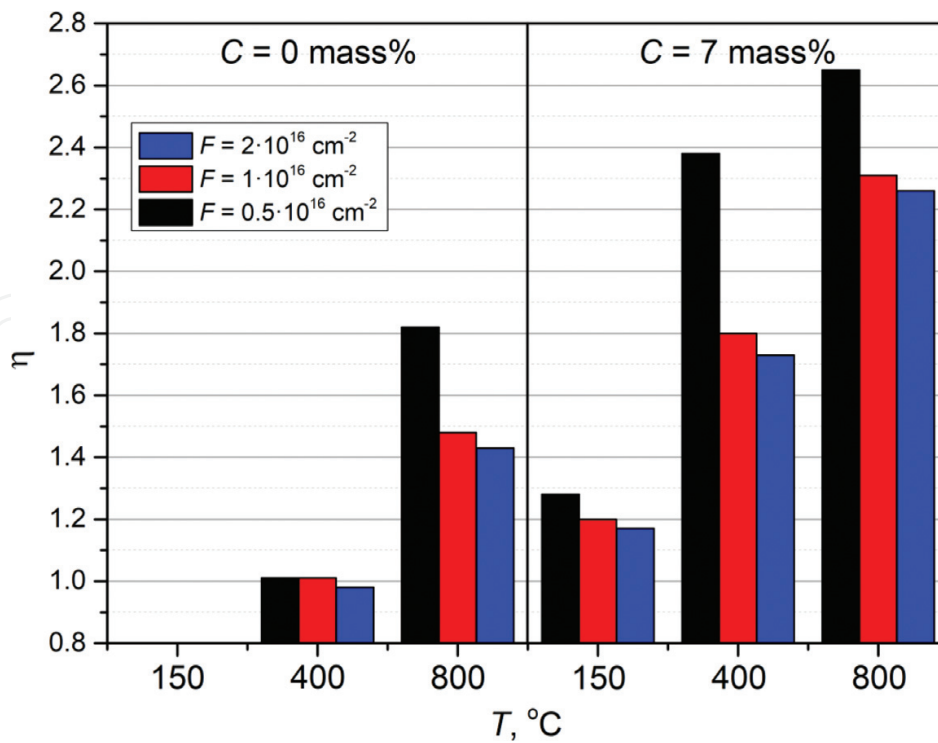 C = 0 mass%
C = 7 mass%
F = 2·10¹⁶ cm⁻²
F = 1·10¹⁶ cm⁻²
F = 0.5·10¹⁶ cm⁻²
2.8
2.6
2.4
2.2
2.0
1.8
1.6
1.4
1.2
1.0
0.8
η
150 400 800 150 400 800
T, °C